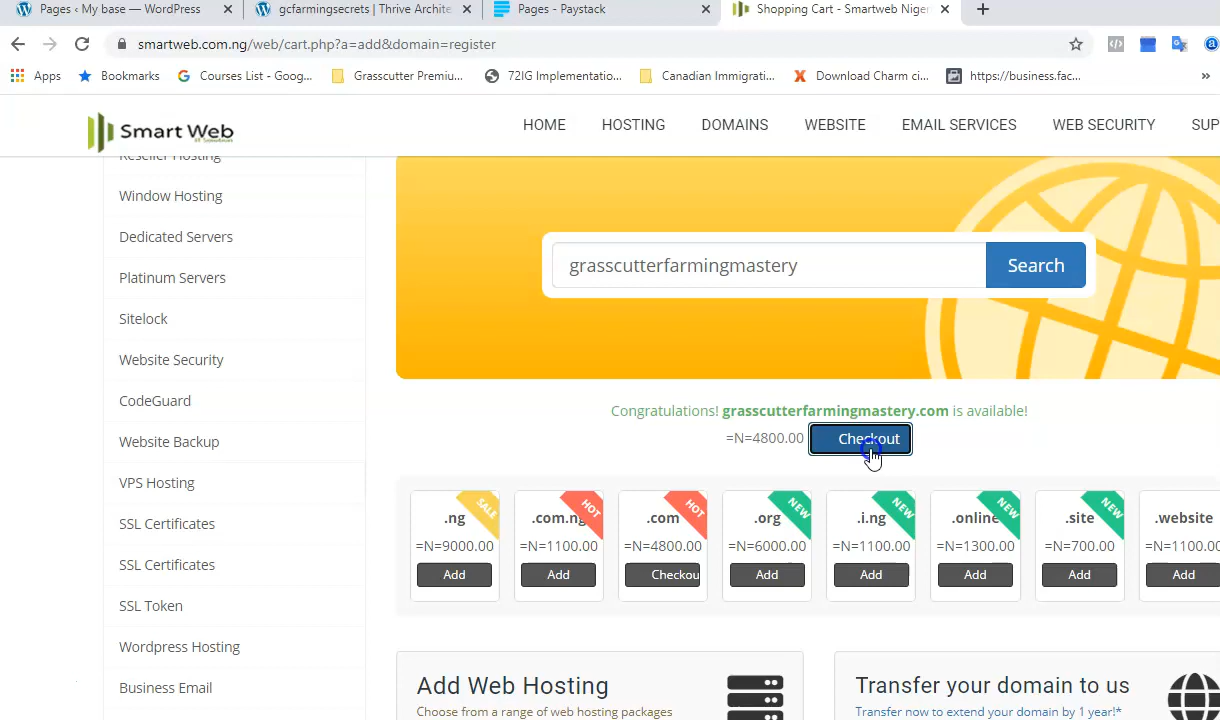 Pages ‹ My base — WordPress
gcfarmingsecrets | Thrive Archite
Pages - Paystack
Shopping Cart - Smartweb Niger
smartweb.com.ng/web/cart.php?a=add&domain=register
Apps
Bookmarks
Courses List - Goog...
Grasscutter Premiu...
72IG Implementatio...
Canadian Immigrati...
Download Charm ci...
https://business.fac...
»
Smart Web
HOME
HOSTING
DOMAINS
WEBSITE
EMAIL SERVICES
WEB SECURITY
SUP
Reseller Hosting
Window Hosting
Dedicated Servers
Platinum Servers
Sitelock
Website Security
CodeGuard
Website Backup
VPS Hosting
SSL Certificates
SSL Certificates
SSL Token
Wordpress Hosting
Business Email
grasscutterfarmingmastery
Search
Congratulations! grasscutterfarmingmastery.com is available!
=N=4800.00
Checkout
SALE
.ng
=N=9000.00
Add
HOT
.com.ng
=N=1100.00
Add
HOT
.com
=N=4800.00
Checkou
NEW
.org
=N=6000.00
Add
NEW
.i.ng
=N=1100.00
Add
NEW
.online
=N=1300.00
Add
NEW
.site
=N=700.00
Add
.website
=N=1100.00
Add
Add Web Hosting
Choose from a range of web hosting packages
Transfer your domain to us
Transfer now to extend your domain by 1 year!*